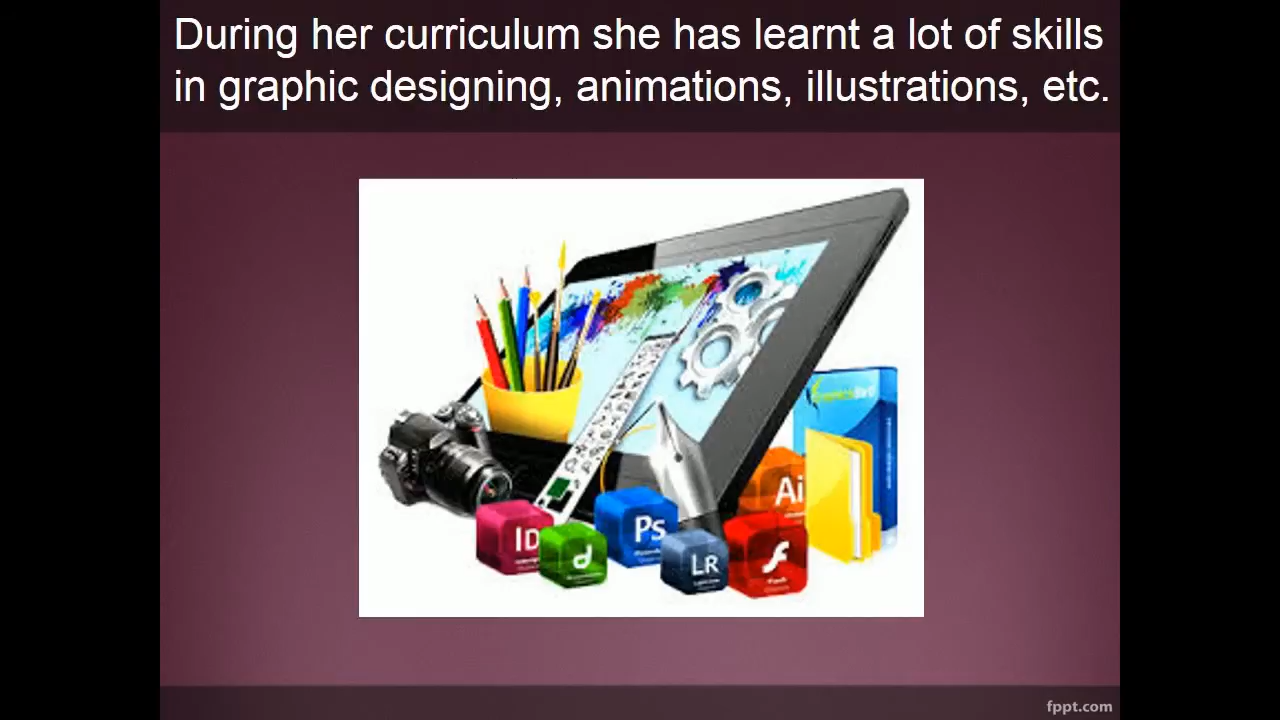 During her curriculum she has learnt a lot of skills
in graphic designing, animations, illustrations, etc.
Ai
ID
Ps
LR
Flash
fppt.com